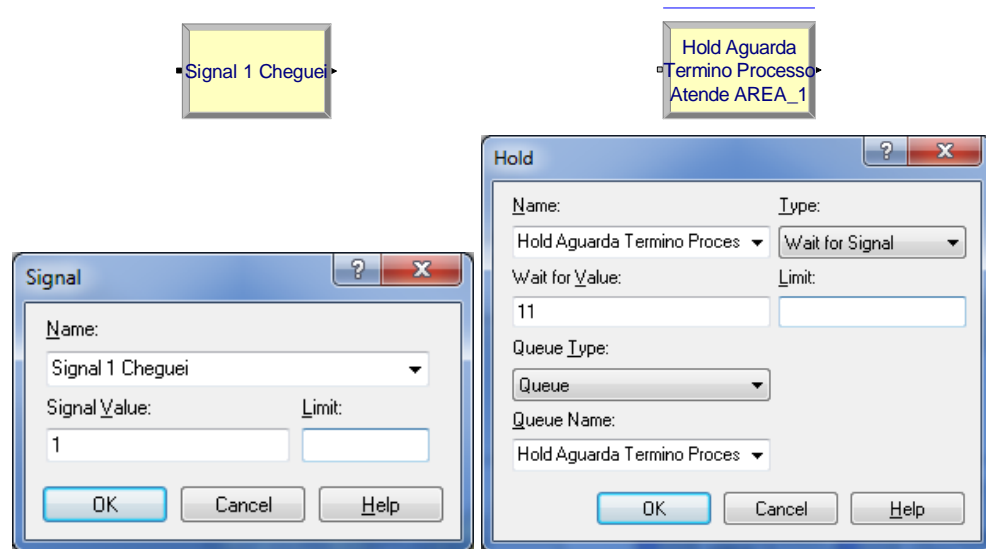 Signal 1 Cheguei
Hold Aguarda
Termino Processo
Atende AREA_1
Hold
?
x
Name:
Type:
Hold Aguarda Termino Proces
Wait for Signal
Wait for Value:
Limit:
11
Queue Type:
Queue
Queue Name:
Hold Aguarda Termino Proces
OK
Cancel
Help
Signal
?
x
Name:
Signal 1 Cheguei
Signal Value:
Limit:
1
OK
Cancel
Help